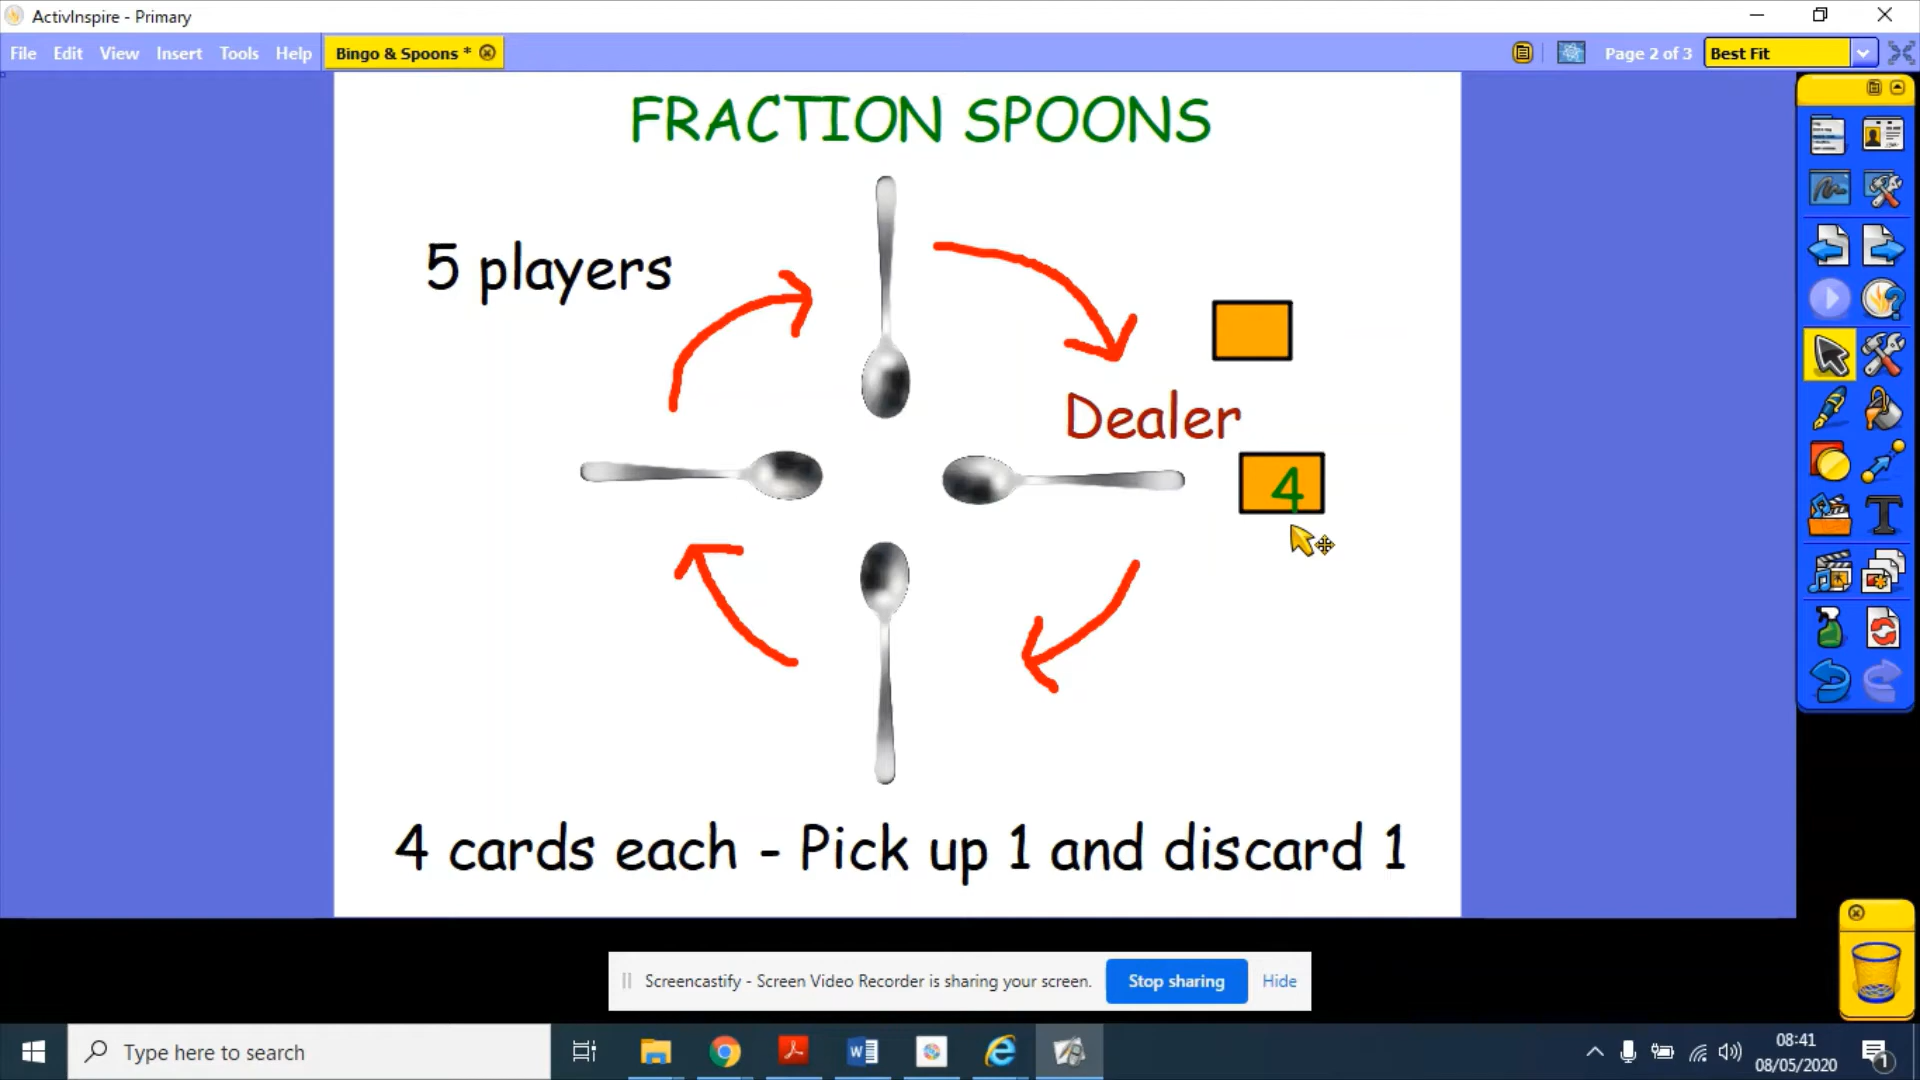 ActivInspire - Primary
File Edit View Insert Tools Help
Bingo & Spoons *
Page 2 of 3
Best Fit
FRACTION SPOONS
5 players
Dealer
4
4 cards each - Pick up 1 and discard 1
Screencastify - Screen Video Recorder is sharing your screen.
Stop sharing
Hide
Type here to search
08:41
08/05/2020
1